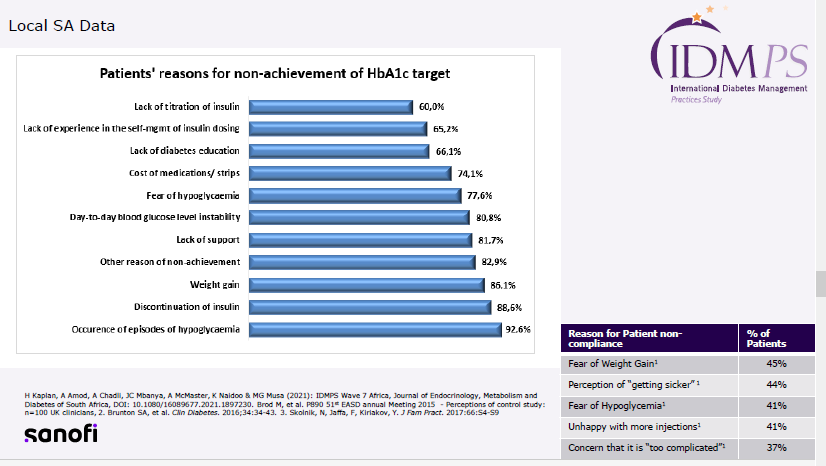 Local SA Data
IDMPS
International Diabetes Management
Practices Study
Patients' reasons for non-achievement of HbA1c target
Lack of titration of insulin 60,0%
Lack of experience in the self-mgmt of insulin dosing 65,2%
Lack of diabetes education 66,1%
Cost of medications/ strips 74,1%
Fear of hypoglycaemia 77,6%
Day-to-day blood glucose level instability 80,8%
Lack of support 81,7%
Other reason of non-achievement 82,9%
Weight gain 86,1%
Discontinuation of insulin 88,6%
Occurence of episodes of hypoglycaemia 92,6%
Reason for Patient non-
compliance
% of
Patients
Fear of Weight Gain¹ 45%
Perception of "getting sicker" ¹ 44%
Fear of Hypoglycemia¹ 41%
Unhappy with more injections¹ 41%
Concern that it is "too complicated"¹ 37%
H Kaplan, A Amod, A Chadli, JC Mbanya, A McMaster, K Naidoo & MG Musa (2021): IDMPS Wave 7 Africa, Journal of Endocrinology, Metabolism and
Diabetes of South Africa, DOI: 10.1080/16089677.2021.1897230. Brod M, et al. P890 51ˢᵗ EASD annual Meeting 2015 - Perceptions of control study:
n=100 UK clinicians, 2. Brunton SA, et al. Clin Diabetes. 2016;34:34-43. 3. Skolnik, N, Jaffa, F, Kiriakov, Y. J Fam Pract. 2017:66:S4-S9
sanofi